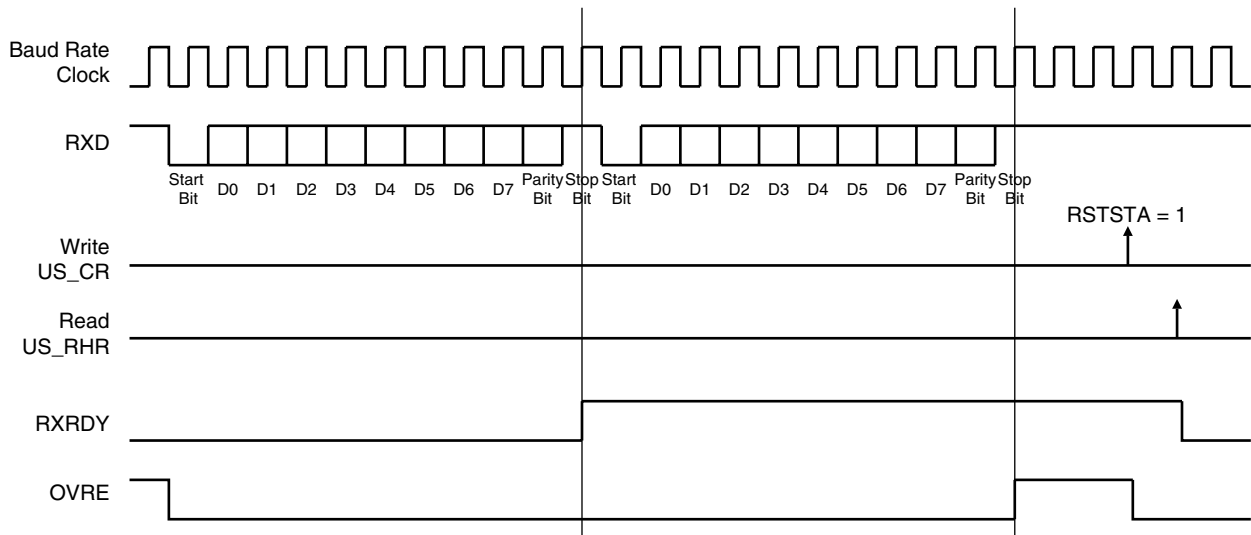 Baud Rate
Clock
RXD
Start
Bit
D0
D1
D2
D3
D4
D5
D6
D7
Parity
Bit
Stop
Bit
Start
Bit
D0
D1
D2
D3
D4
D5
D6
D7
Parity
Bit
Stop
Bit
RSTSTA = 1
Write
US_CR
Read
US_RHR
RXRDY
OVRE